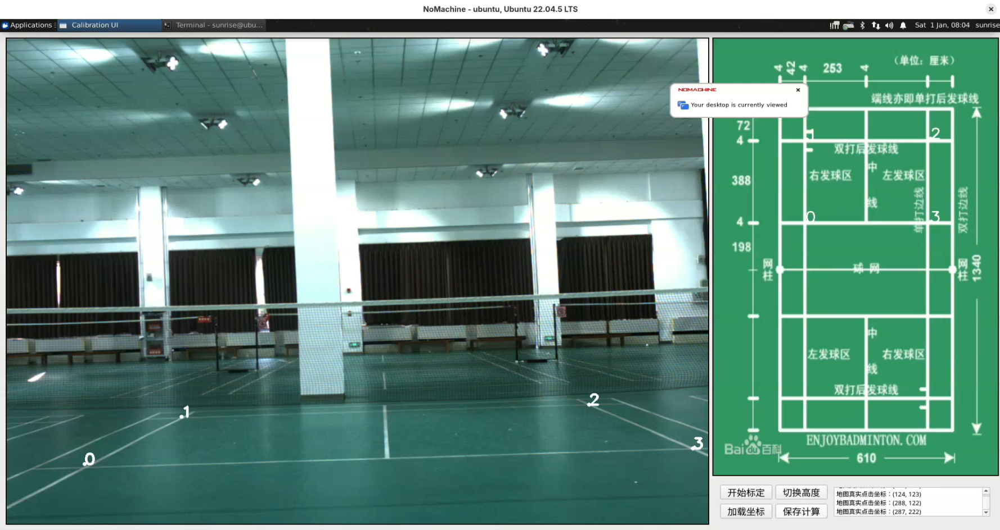 NoMachine - ubuntu, Ubuntu 22.04.5 LTS
Applications
Calibration UI
Terminal - sunrise@ubu...
Sat 1 Jan, 08:04
sunrise
.1
.2
.0
.3
4
42
4
253
4
（单位：厘米）
NOMACHINE
Your desktop is currently viewed
端线亦即单打后发球线
72
1
.2
4
双打后发球线
右发球区
中
左发球区
388
线
单打边线
双打边线
0
.3
4
198
网柱
球 网
网柱
1340
中
左发球区
右发球区
线
双打后发球线
ENJOYBADMINTON. COM
Baidu百科
610
开始标定
切换高度
加载坐标
保存计算
地图真实点击坐标：(124, 123)
地图真实点击坐标：(288, 122)
地图真实点击坐标：(287, 222)